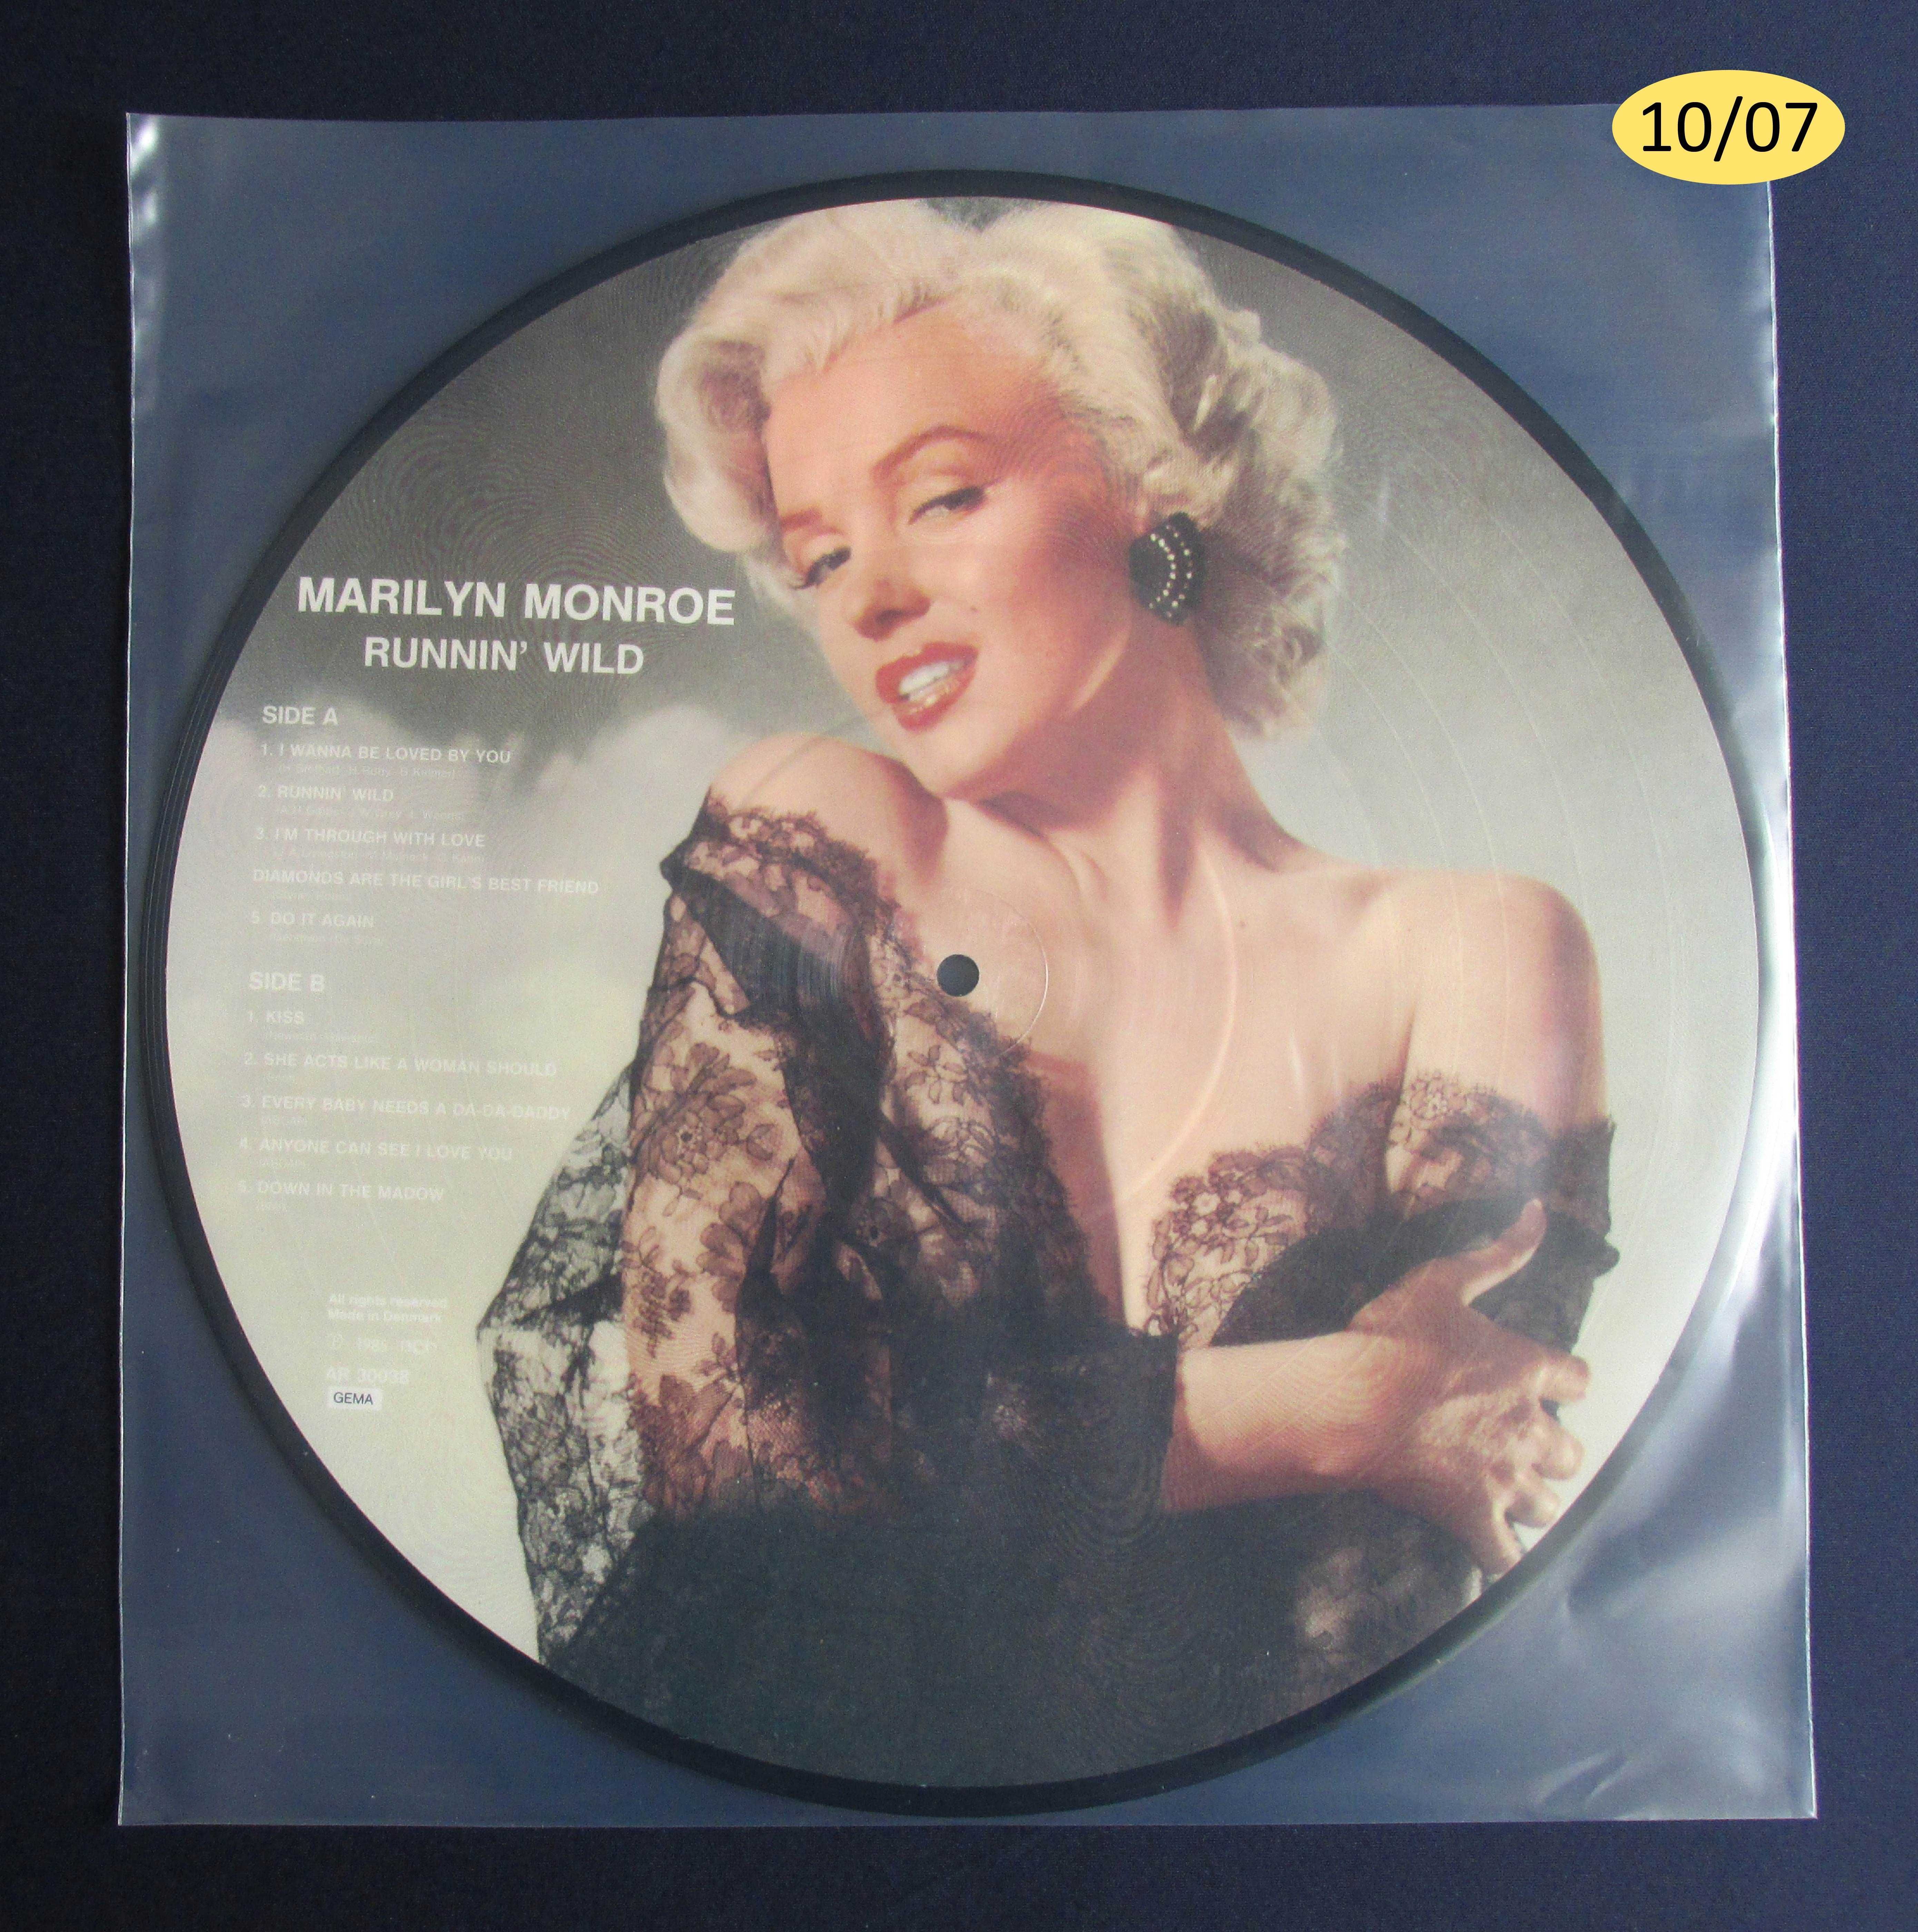 10/07
MARILYN MONROE
RUNNIN' WILD
SIDE A
1. I WANNA BE LOVED BY YOU
2. RUNNIN' WILD
3. I'M THROUGH WITH LOVE
DIAMONDS ARE THE GIRL'S BEST FRIEND
5. DO IT AGAIN
SIDE B
1. KISS
2. SHE ACTS LIKE A WOMAN SHOULD
3. EVERY BABY NEEDS A DA-DA-DADDY
4. ANYONE CAN SEE I LOVE YOU
5. DOWN IN THE MADOW
All rights reserved
Made in Denmark
AR 30038
GEMA